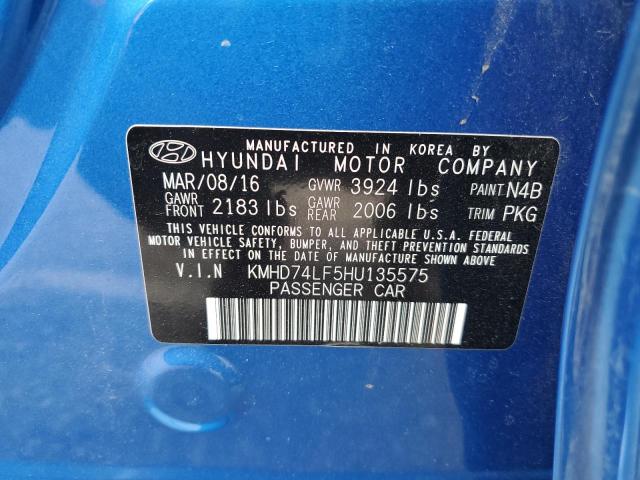 MANUFACTURED IN KOREA BY
HYUNDAI MOTOR COMPANY
MAR/08/16 GVWR 3924 lbs PAINT: N4B
GAWR FRONT 2183 lbs GAWR REAR 2006 lbs TRIM PKG
THIS VEHICLE CONFORMS TO ALL APPLICABLE U.S.A. FEDERAL
MOTOR VEHICLE SAFETY, BUMPER, AND THEFT PREVENTION STANDARDS
IN EFFECT ON THE DATE OF MANUFACTURE SHOWN ABOVE.
V.I.N KMHD74LF5HU135575
PASSENGER CAR